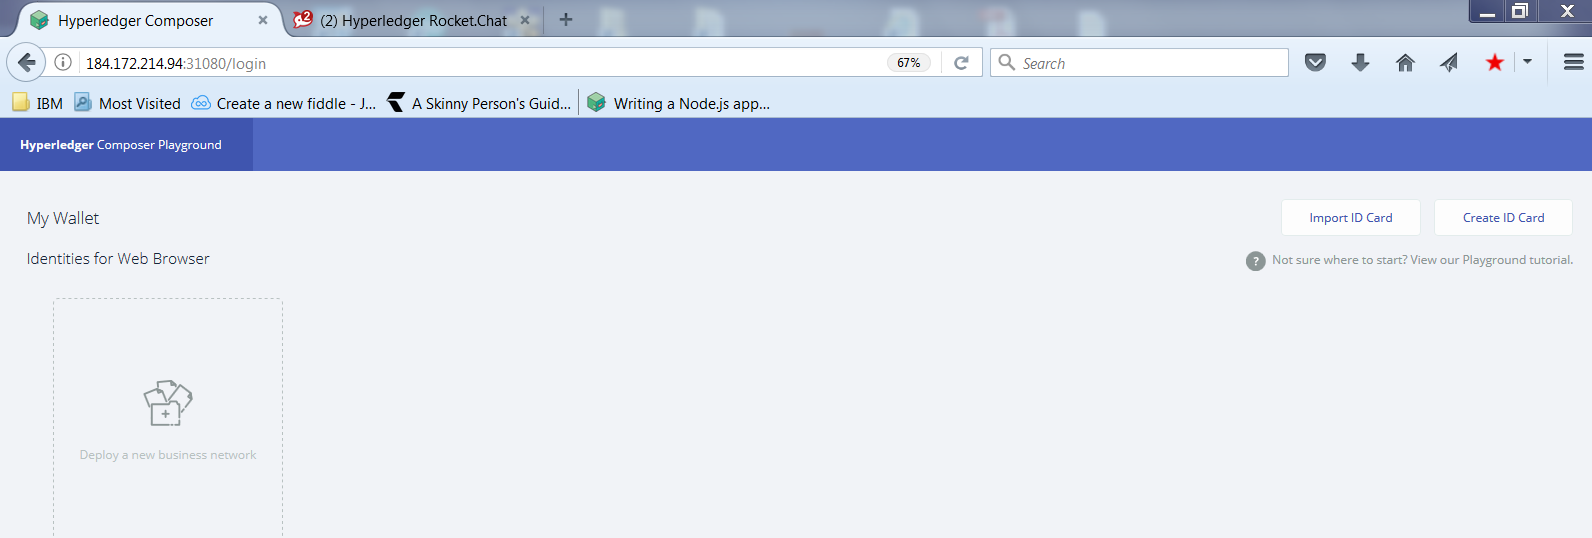 Hyperledger Composer
2
(2) Hyperledger Rocket.Chat
184.172.214.94:31080/login
67%
Search
IBM
Most Visited
Create a new fiddle - J...
A Skinny Person's Guid...
Writing a Node.js app...
Hyperledger Composer Playground
My Wallet
Import ID Card
Create ID Card
Identities for Web Browser
? Not sure where to start? View our Playground tutorial.
Deploy a new business network